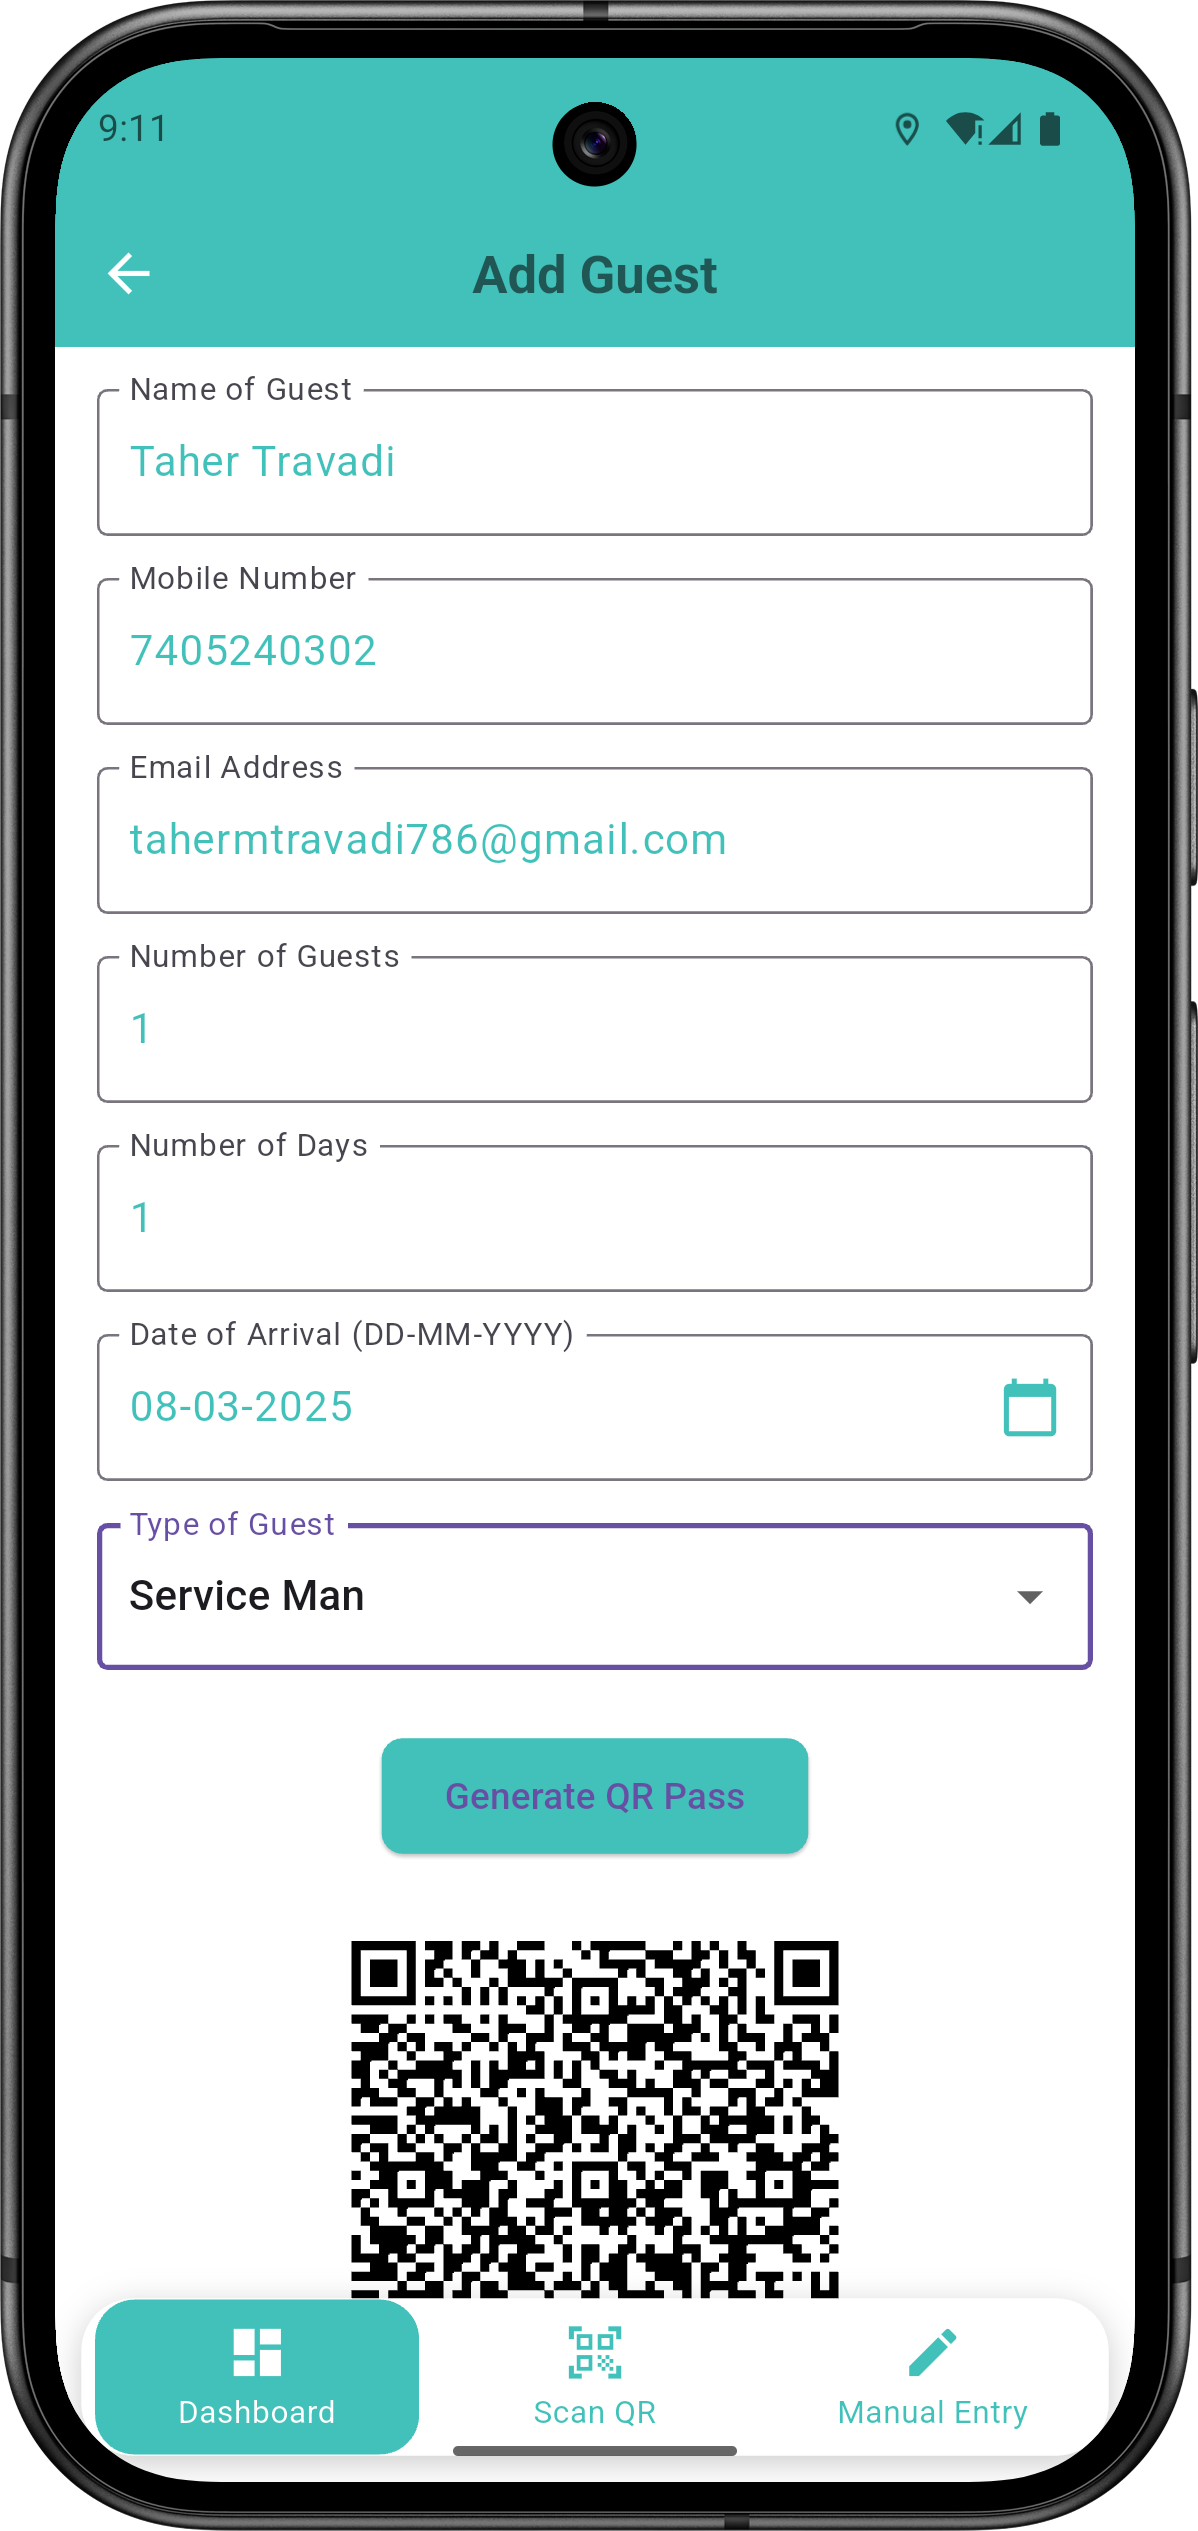 9:11
Add Guest
Name of Guest
Taher Travadi
Mobile Number
7405240302
Email Address
tahermtravadi786@gmail.com
Number of Guests
1
Number of Days
1
Date of Arrival (DD-MM-YYYY)
08-03-2025
Type of Guest
Service Man
Generate QR Pass
Dashboard
Scan QR
Manual Entry